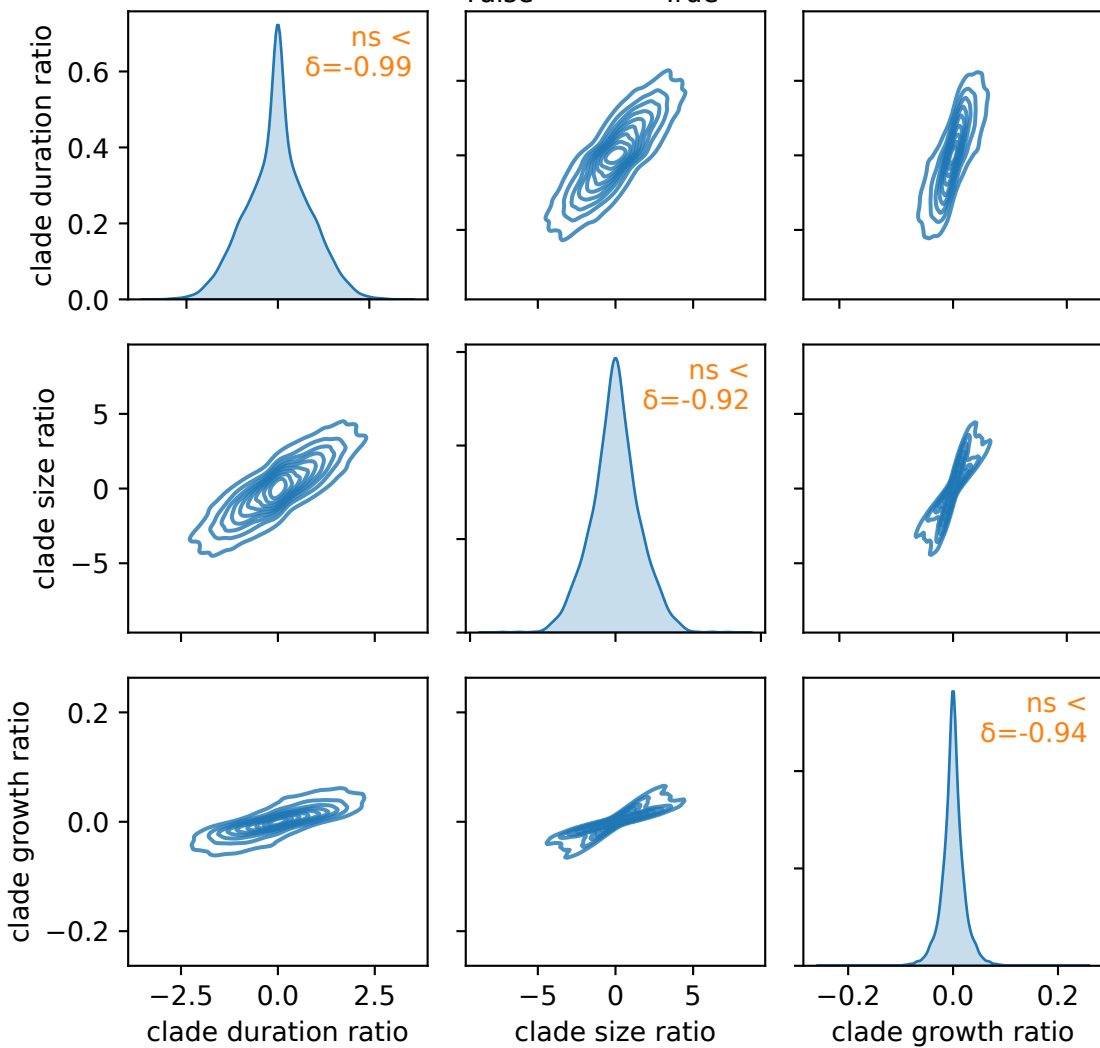 clade duration ratio
0.6
0.4
0.2
0.0
ns <
δ=-0.99
clade size ratio
5
0
−5
ns <
δ=-0.92
clade growth ratio
0.2
0.0
−0.2
ns <
δ=-0.94
−2.5 0.0 2.5
−5 0 5
−0.2 0.0 0.2
clade duration ratio
clade size ratio
clade growth ratio